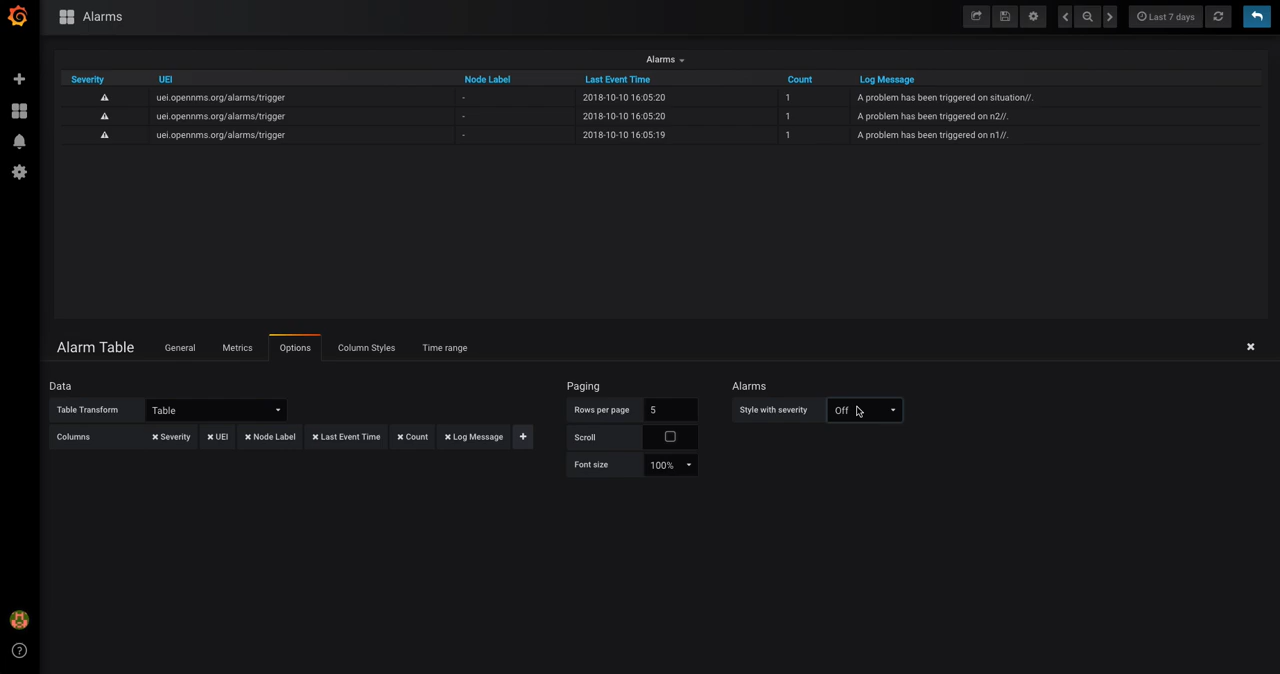 Alarms
Last 7 days
Alarms
Severity UEI Node Label Last Event Time Count Log Message
uei.opennms.org/alarms/trigger - 2018-10-10 16:05:20 1 A problem has been triggered on situation//.
uei.opennms.org/alarms/trigger - 2018-10-10 16:05:20 1 A problem has been triggered on n2//.
uei.opennms.org/alarms/trigger - 2018-10-10 16:05:19 1 A problem has been triggered on n1//.
Alarm Table General Metrics Options Column Styles Time range
Data Paging Alarms
Table Transform Table Rows per page 5 Style with severity Off
Columns Severity UEI Node Label Last Event Time Count Log Message Scroll
Font size 100%